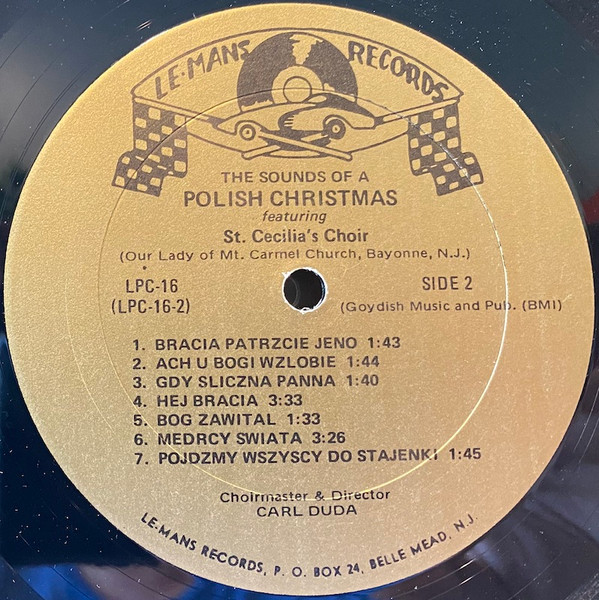 LE-MANS RECORDS
THE SOUNDS OF A
POLISH CHRISTMAS
featuring
St. Cecilia's Choir
(Our Lady of Mt. Carmel Church, Bayonne, N.J.)
LPC-16 SIDE 2
(LPC-16-2) (Goydish Music and Pub. (BMI)
1. BRACIA PATRZCIE JENO 1:43
2. ACH U BOGI WZLOBIE 1:44
3. GDY SLICZNA PANNA 1:40
4. HEJ BRACIA 3:33
5. BOG ZAWITAL 1:33
6. MEDRCY SWIATA 3:26
7. POJDZMY WSZYSCY DO STAJENKI 1:45
Choirmaster & Director
CARL DUDA
LE-MANS RECORDS, P. O. BOX 24, BELLE MEAD, N.J.